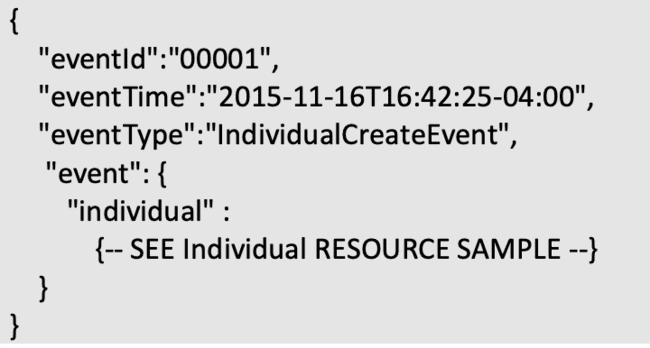 {
"eventId":"00001",
"eventTime":"2015-11-16T16:42:25-04:00",
"eventType":"IndividualCreateEvent",
"event": {
"individual" :
{-- SEE Individual RESOURCE SAMPLE --}
}
}